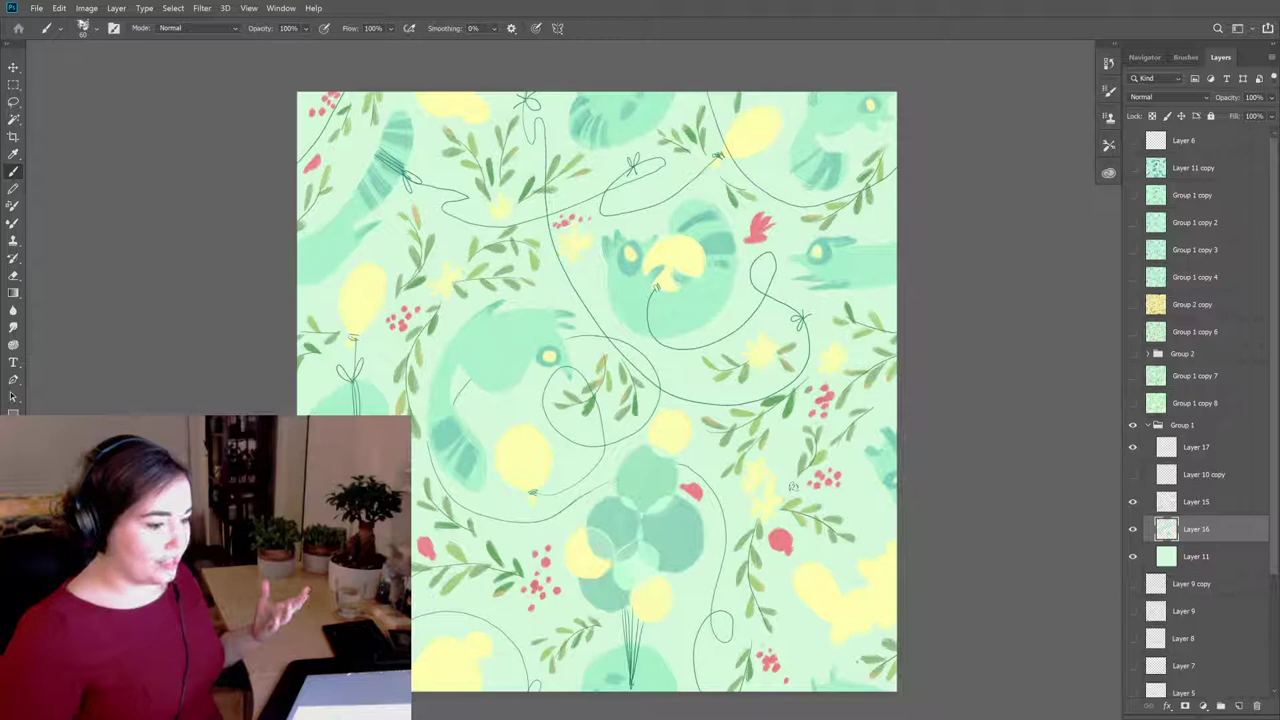 Ps File Edit Image Layer Type Select Filter 3D View Window Help
60 Mode: Normal Opacity: 100% Flow: 100% Smoothing: 0%
Navigator Brushes Layers
Kind
Normal Opacity: 100%
Lock: Fill: 100%
Layer 6
Layer 11 copy
Group 1 copy
Group 1 copy 2
Group 1 copy 3
Group 1 copy 4
Group 2 copy
Group 1 copy 6
Group 2
Group 1 copy 7
Group 1 copy 8
Group 1
Layer 17
Layer 10 copy
Layer 15
Layer 16
Layer 11
Layer 9 copy
Layer 9
Layer 8
Layer 7
Layer 5